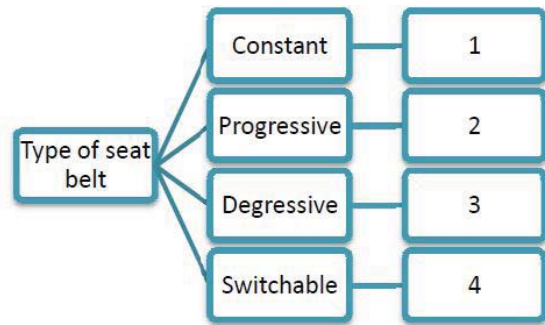 Type of seat
belt
Constant
1
Progressive
2
Degressive
3
Switchable
4